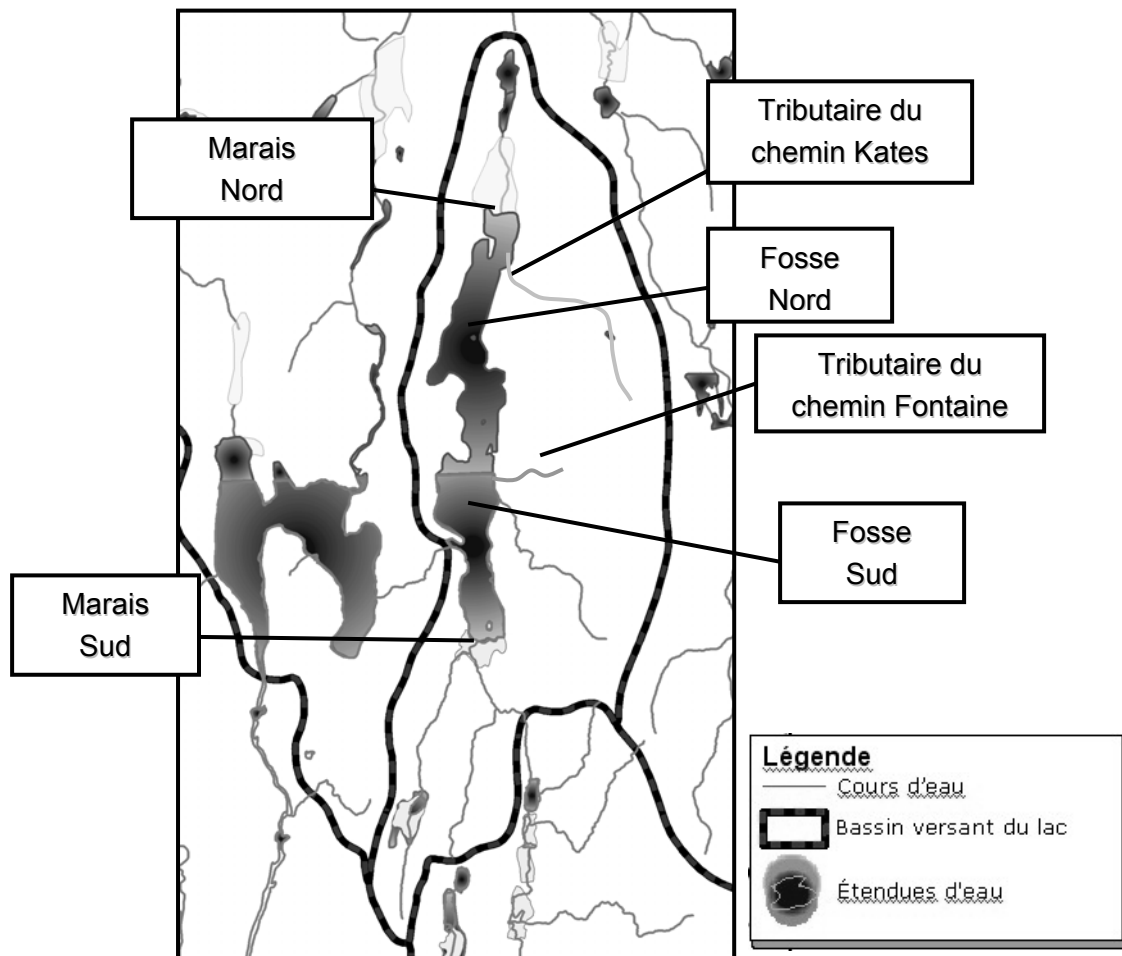 Tributaire du
chemin Kates
Marais
Nord
Fosse
Nord
Tributaire du
chemin Fontaine
Fosse
Sud
Marais
Sud
Légende
Cours d'eau
Bassin versant du lac
Étendues d'eau